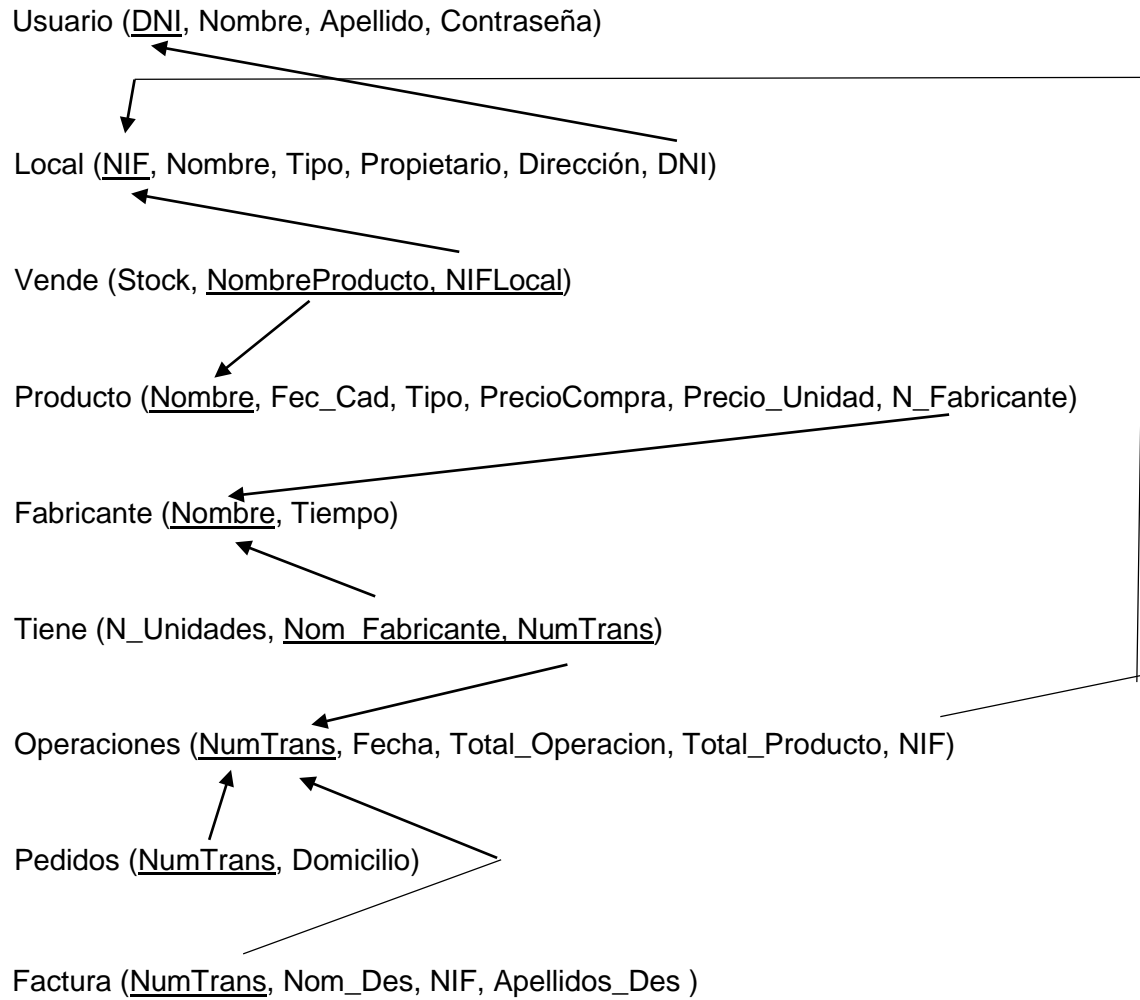 Usuario (DNI, Nombre, Apellido, Contraseña)
Local (NIF, Nombre, Tipo, Propietario, Dirección, DNI)
Vende (Stock, NombreProducto, NIFLocal)
Producto (Nombre, Fec_Cad, Tipo, PrecioCompra, Precio_Unidad, N_Fabricante)
Fabricante (Nombre, Tiempo)
Tiene (N_Unidades, Nom_Fabricante, NumTrans)
Operaciones (NumTrans, Fecha, Total_Operacion, Total_Producto, NIF)
Pedidos (NumTrans, Domicilio)
Factura (NumTrans, Nom_Des, NIF, Apellidos_Des )